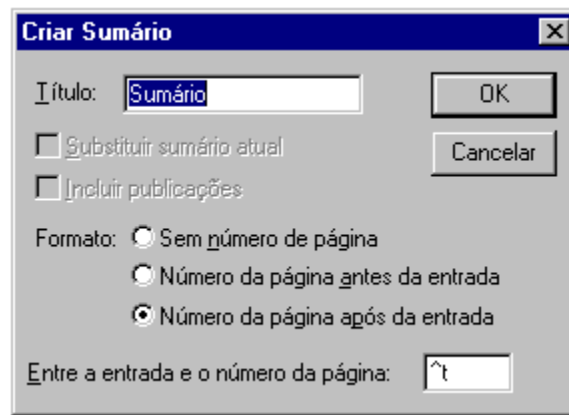 Criar Sumário
Título: Sumário OK
Substituir sumário atual Cancelar
Incluir publicações
Formato: Sem número de página
Número da página antes da entrada
Número da página após da entrada
Entre a entrada e o número da página: ^t